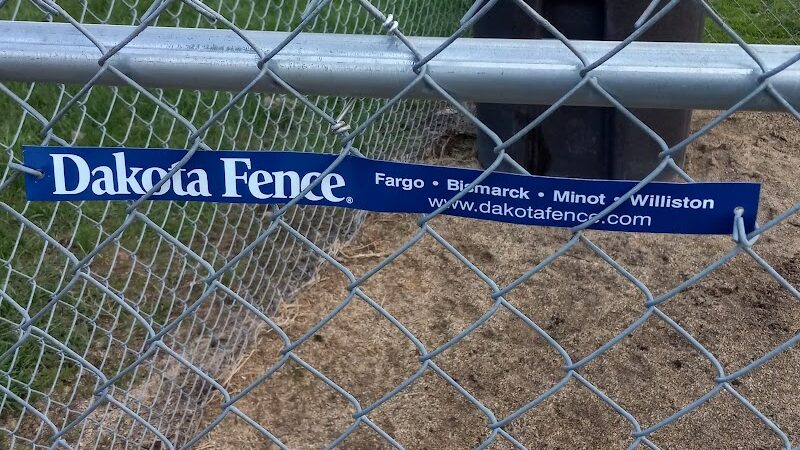 Dakota Fence®
Fargo • Bismarck • Minot • Williston
www.dakotafence.com